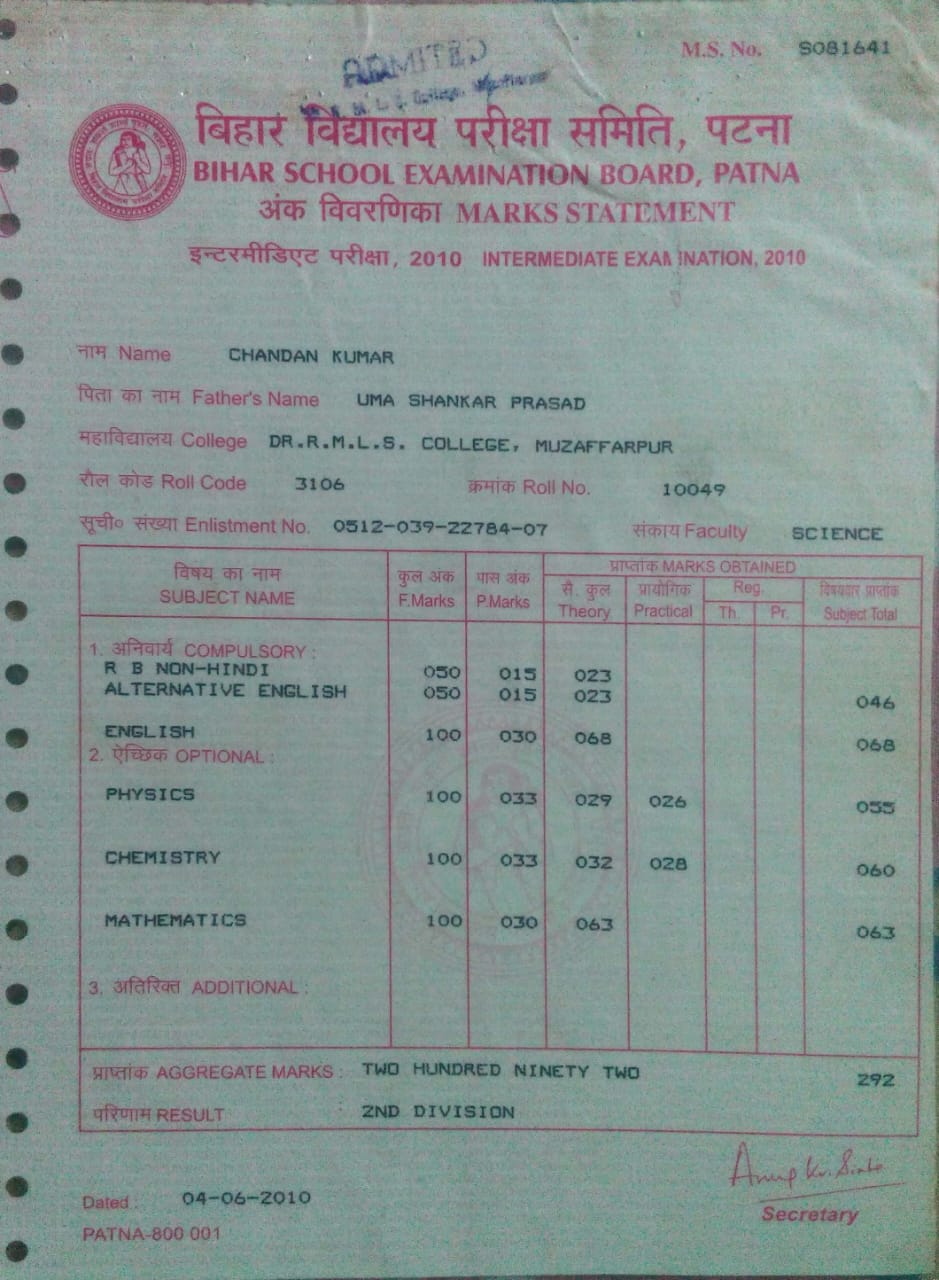 M.S. No. S081641
ADMITED
बिहार विद्यालय परीक्षा समिति, पटना
BIHAR SCHOOL EXAMINATION BOARD, PATNA
अंक विवरणिका MARKS STATEMENT
इन्टरमीडिएट परीक्षा, 2010 INTERMEDIATE EXAMINATION, 2010
नाम Name CHANDAN KUMAR
पिता का नाम Father's Name UMA SHANKAR PRASAD
महाविद्यालय College DR.R.M.L.S. COLLEGE, MUZAFFARPUR
रौल कोड Roll Code 3106 क्रमांक Roll No. 10049
सूची० संख्या Enlistment No. 0512-039-22784-07 संकाय Faculty SCIENCE
विषय का नाम कुल अंक पास अंक प्राप्तांक MARKS OBTAINED
SUBJECT NAME F.Marks P.Marks सै. कुल प्रायोगिक Reg. विषयवार प्राप्तांक
Theory Practical Th. Pr. Subject Total
1. अनिवार्य COMPULSORY :
R B NON-HINDI 050 015 023
ALTERNATIVE ENGLISH 050 015 023 046
ENGLISH 100 030 068 068
2. ऐच्छिक OPTIONAL :
PHYSICS 100 033 029 026 055
CHEMISTRY 100 033 032 028 060
MATHEMATICS 100 030 063 063
3. अतिरिक्त ADDITIONAL :
प्राप्तांक AGGREGATE MARKS : TWO HUNDRED NINETY TWO 292
परिणाम RESULT 2ND DIVISION
Dated : 04-06-2010
PATNA-800 001
Secretary